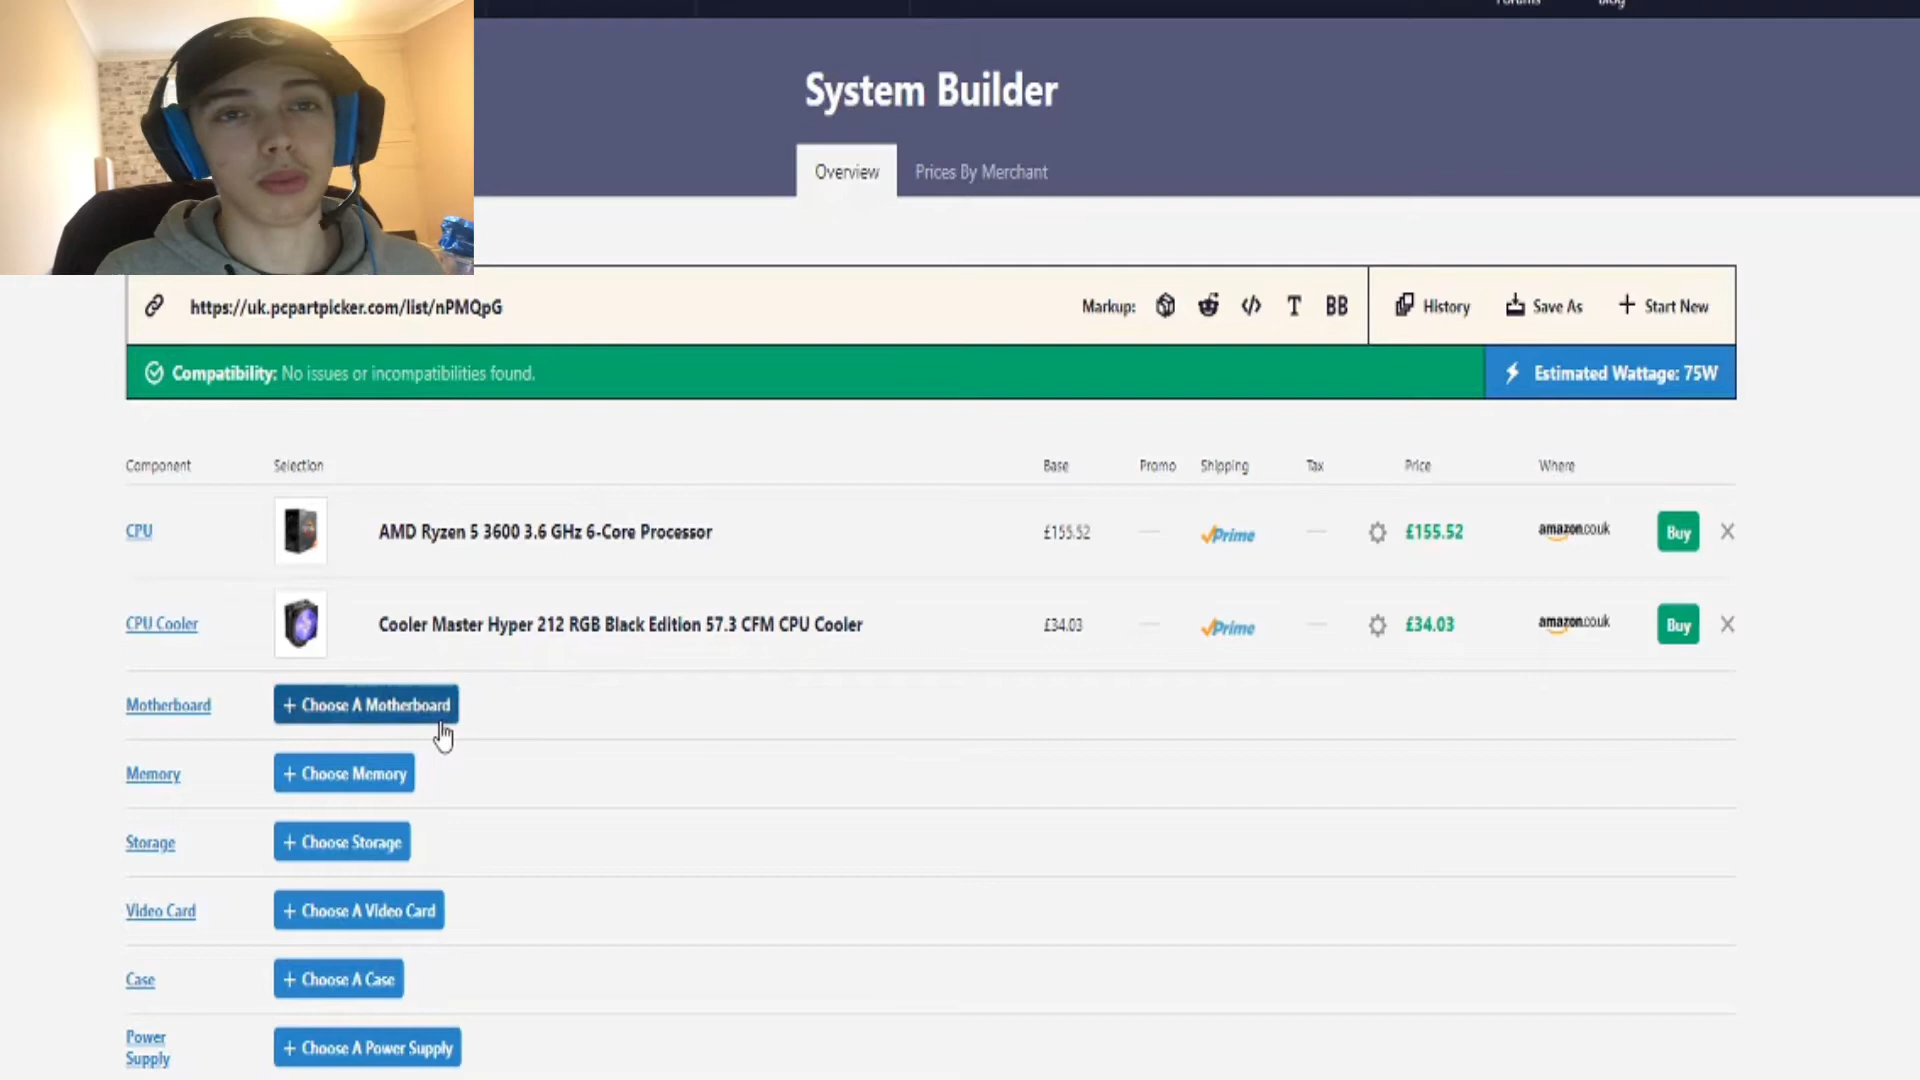 Forums Blog
System Builder
Overview Prices By Merchant
https://uk.pcpartpicker.com/list/nPMQpG Markup: T BB History Save As + Start New
Compatibility: No issues or incompatibilities found. Estimated Wattage: 75W
Component Selection Base Promo Shipping Tax Price Where
CPU AMD Ryzen 5 3600 3.6 GHz 6-Core Processor £155.52 — Prime — £155.52 amazon.co.uk Buy
CPU Cooler Cooler Master Hyper 212 RGB Black Edition 57.3 CFM CPU Cooler £34.03 — Prime — £34.03 amazon.co.uk Buy
Motherboard + Choose A Motherboard
Memory + Choose Memory
Storage + Choose Storage
Video Card + Choose A Video Card
Case + Choose A Case
Power
Supply + Choose A Power Supply